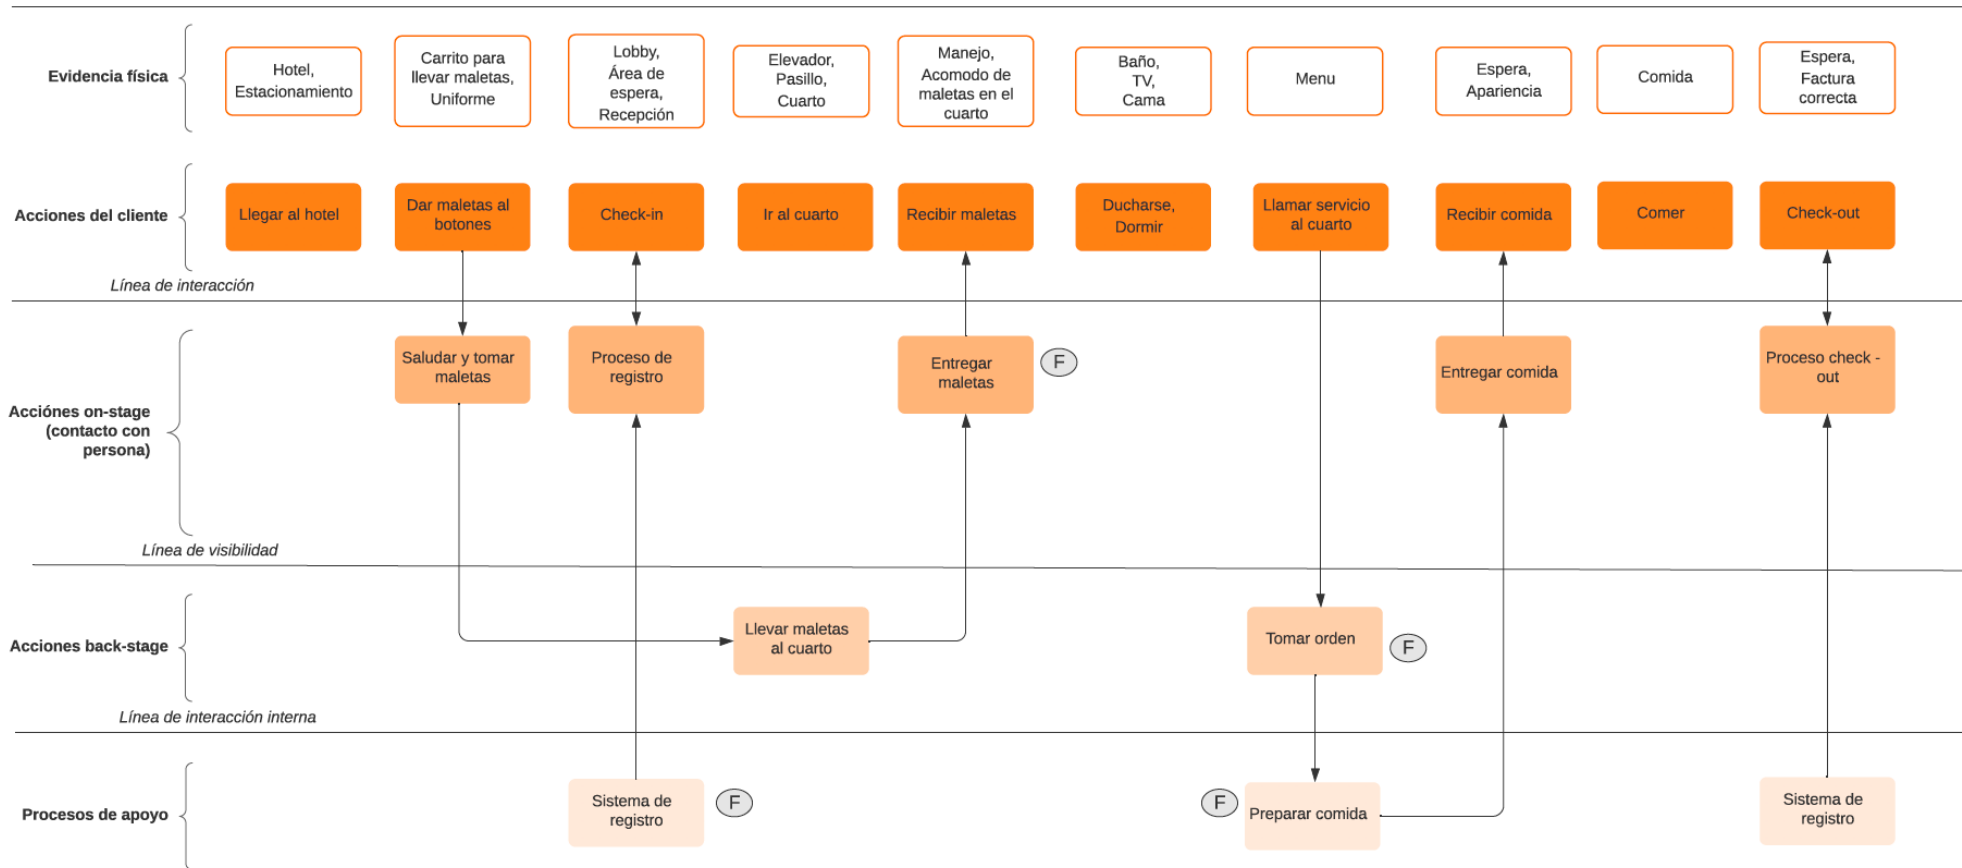 Evidencia física
Hotel,
Estacionamiento
Carrito para
llevar maletas,
Uniforme
Lobby,
Área de
espera,
Recepción
Elevador,
Pasillo,
Cuarto
Manejo,
Acomodo de
maletas en el
cuarto
Baño,
TV,
Cama
Menu
Espera,
Apariencia
Comida
Espera,
Factura
correcta
Acciones del cliente
Llegar al hotel
Dar maletas al
botones
Check-in
Ir al cuarto
Recibir maletas
Ducharse,
Dormir
Llamar servicio
al cuarto
Recibir comida
Comer
Check-out
Línea de interacción
Acciónes on-stage
(contacto con
persona)
Saludar y tomar
maletas
Proceso de
registro
Entregar
maletas
F
Entregar comida
Proceso check -
out
Línea de visibilidad
Acciones back-stage
Llevar maletas
al cuarto
Tomar orden
F
Línea de interacción interna
Procesos de apoyo
Sistema de
registro
F
F
Preparar comida
Sistema de
registro